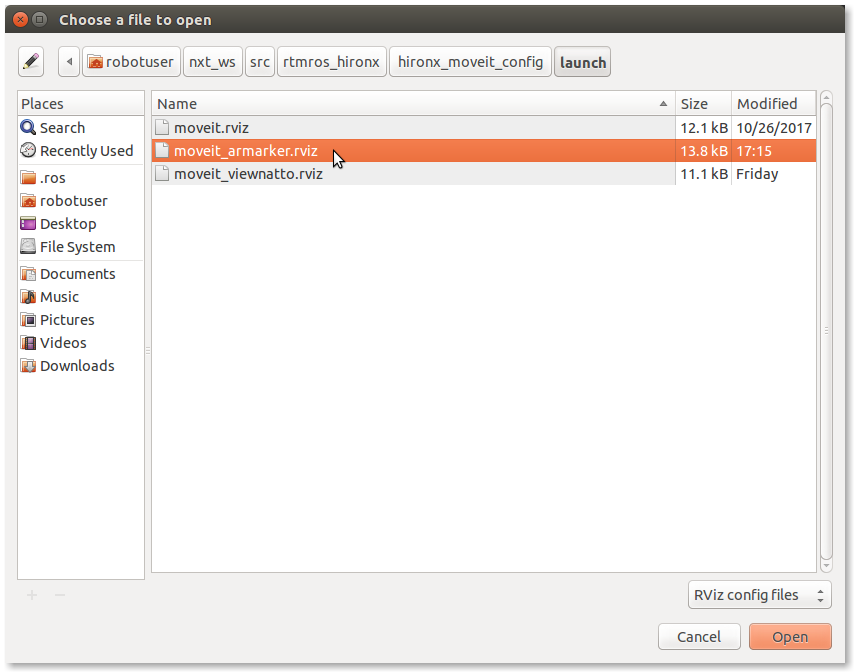 Choose a file to open
robotuser nxt_ws src rtmros_hironx hironx_moveit_config launch
Places
Search
Recently Used
.ros
robotuser
Desktop
File System
Documents
Music
Pictures
Videos
Downloads
Name Size Modified
moveit.rviz 12.1 kB 10/26/2017
moveit_armarker.rviz 13.8 kB 17:15
moveit_viewnatto.rviz 11.1 kB Friday
RViz config files
Cancel Open